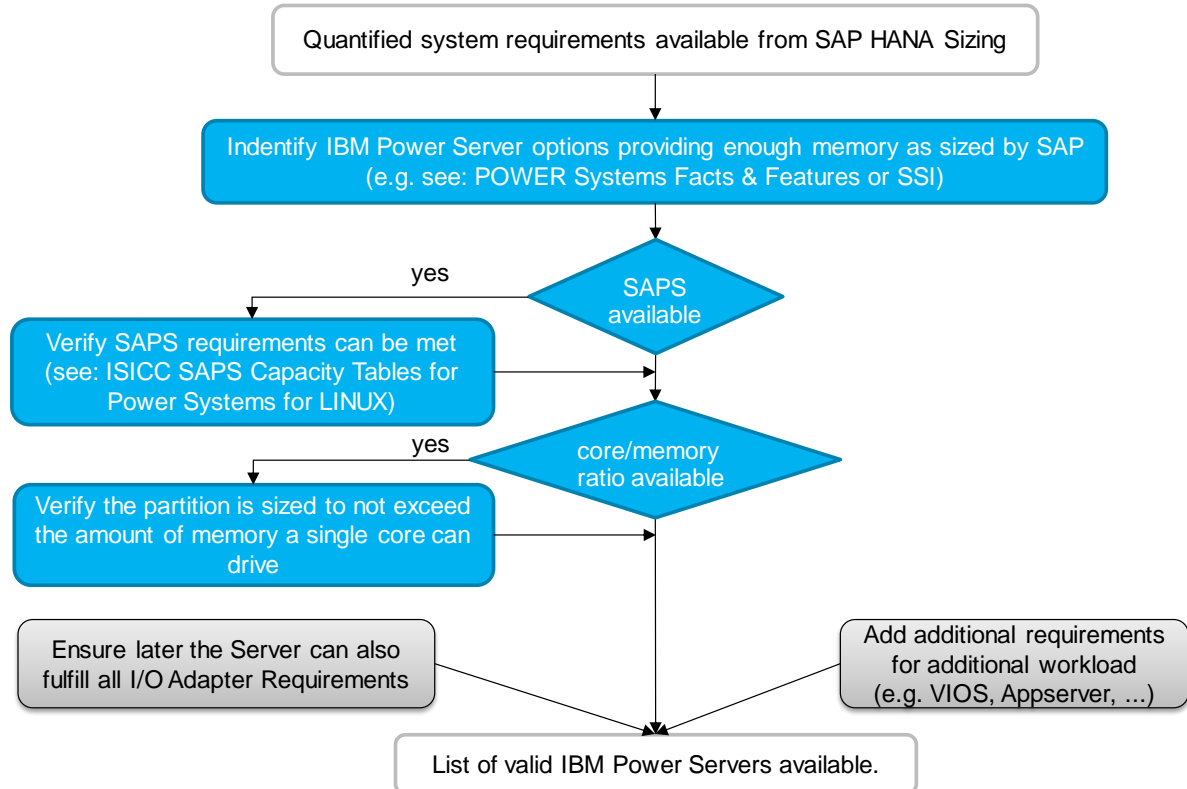 Quantified system requirements available from SAP HANA Sizing
Indentify IBM Power Server options providing enough memory as sized by SAP
(e.g. see: POWER Systems Facts & Features or SSI)
yes
SAPS
available
Verify SAPS requirements can be met
(see: ISICC SAPS Capacity Tables for
Power Systems for LINUX)
yes
core/memory
ratio available
Verify the partition is sized to not exceed
the amount of memory a single core can
drive
Ensure later the Server can also
fulfill all I/O Adapter Requirements
Add additional requirements
for additional workload
(e.g. VIOS, Appserver, ...)
List of valid IBM Power Servers available.